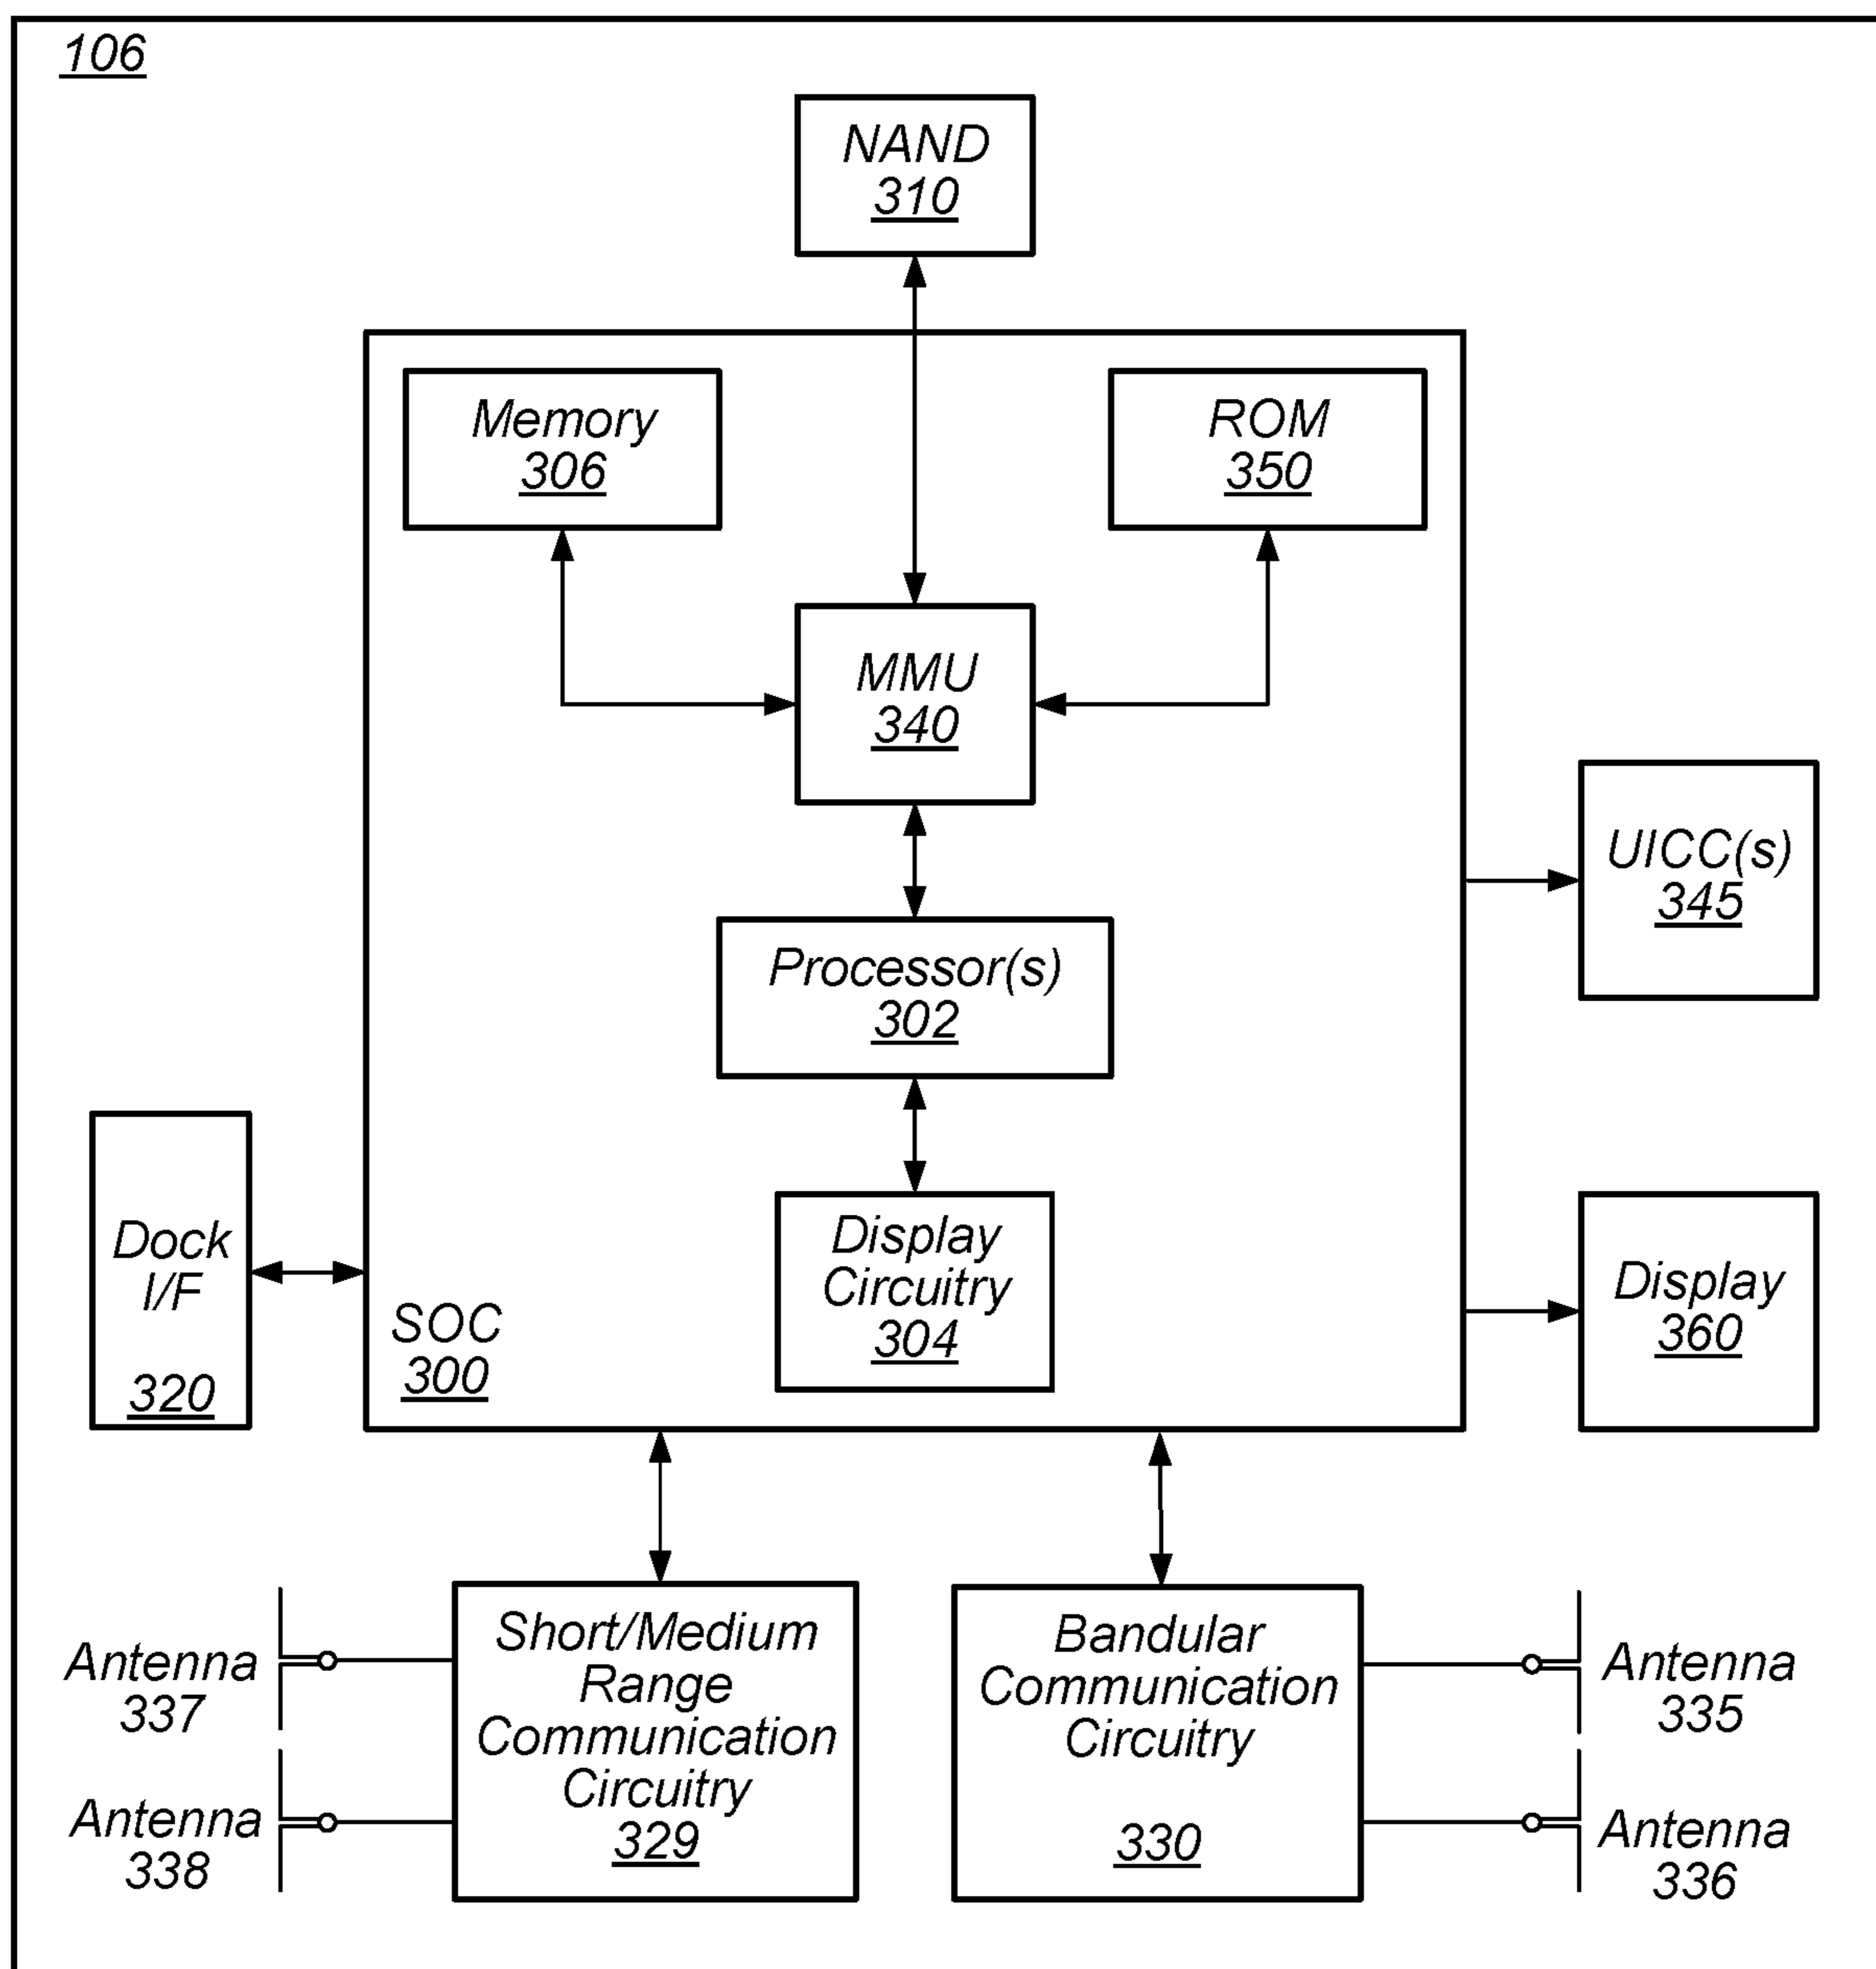 106
NAND
310
Memory
306
ROM
350
MMU
340
UICC(s)
345
Processor(s)
302
Dock
I/F
320
Display
Circuitry
304
SOC
300
Display
360
Short/Medium
Range
Communication
Circuitry
329
Bandular
Communication
Circuitry
330
Antenna
337
Antenna
338
Antenna
335
Antenna
336